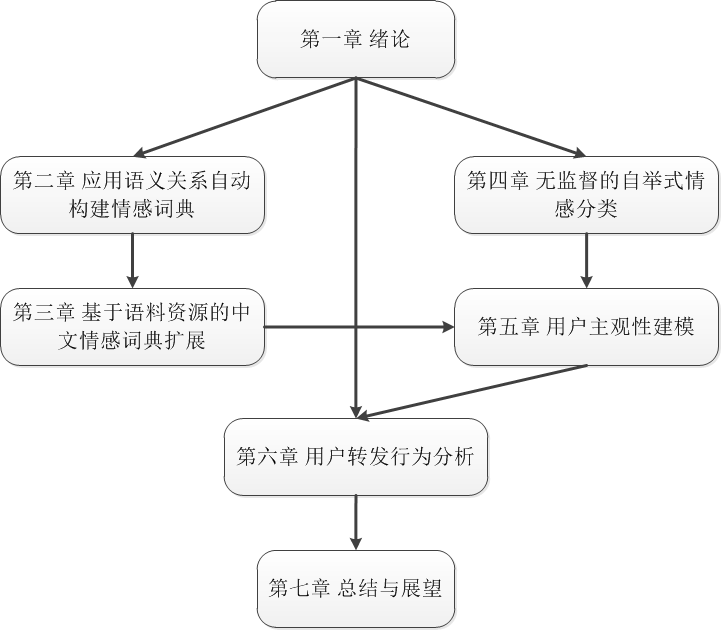 第一章 绪论
第二章 应用语义关系自动
构建情感词典
第四章 无监督的自举式情
感分类
第三章 基于语料资源的中
文情感词典扩展
第五章 用户主观性建模
第六章 用户转发行为分析
第七章 总结与展望